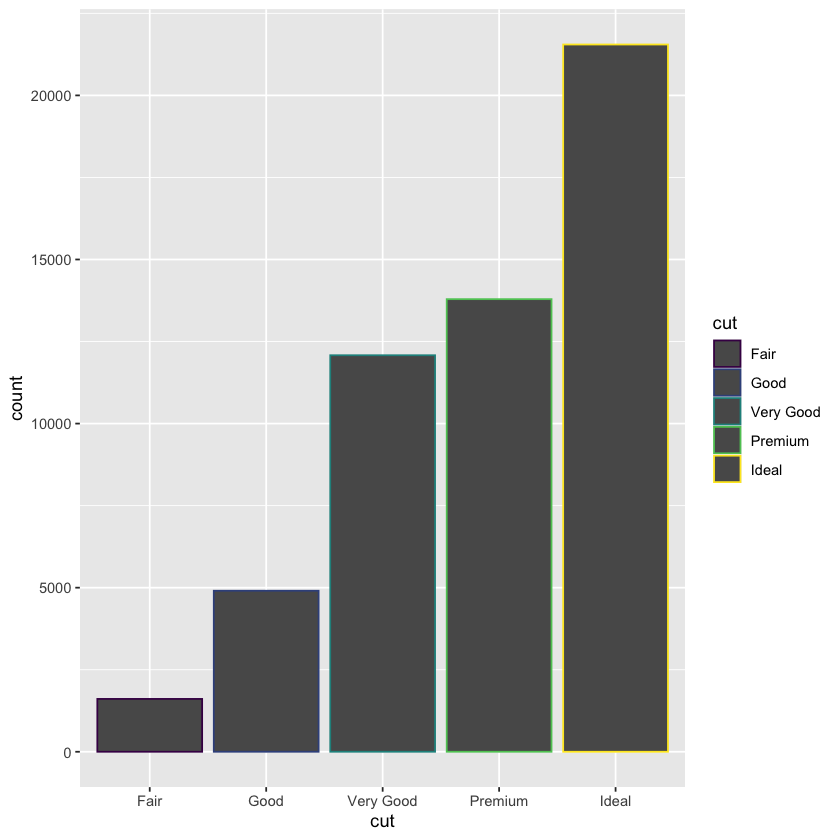 20000
15000
10000
5000
0
count
Fair
Good
Very Good
Premium
Ideal
cut
cut
Fair
Good
Very Good
Premium
Ideal